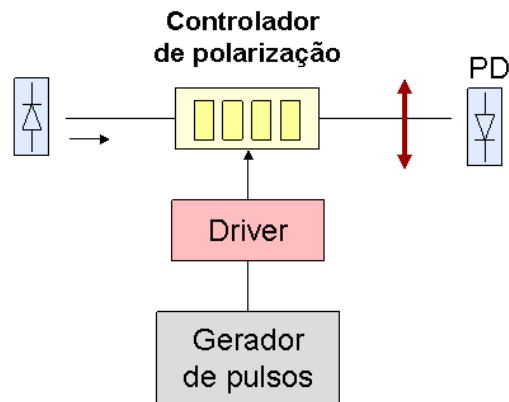 Controlador
de polarização
PD
Driver
Gerador
de pulsos